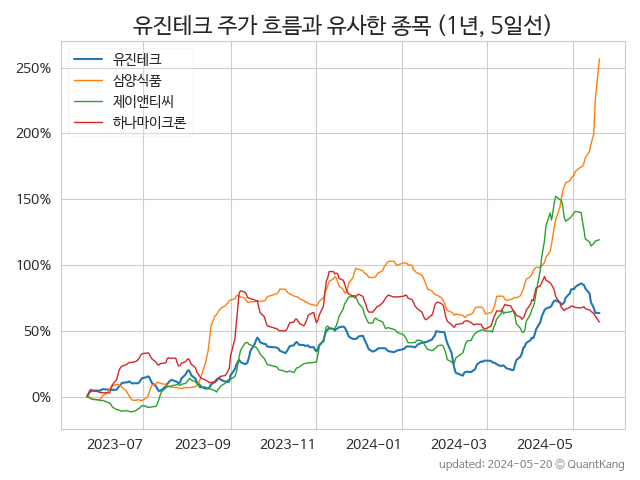 유진테크 주가 흐름과 유사한 종목 (1년, 5일선)
유진테크
삼양식품
제이앤티씨
하나마이크론
250%
200%
150%
100%
50%
0%
2023-07
2023-09
2023-11
2024-01
2024-03
2024-05
updated: 2024-05-20 © QuantKang